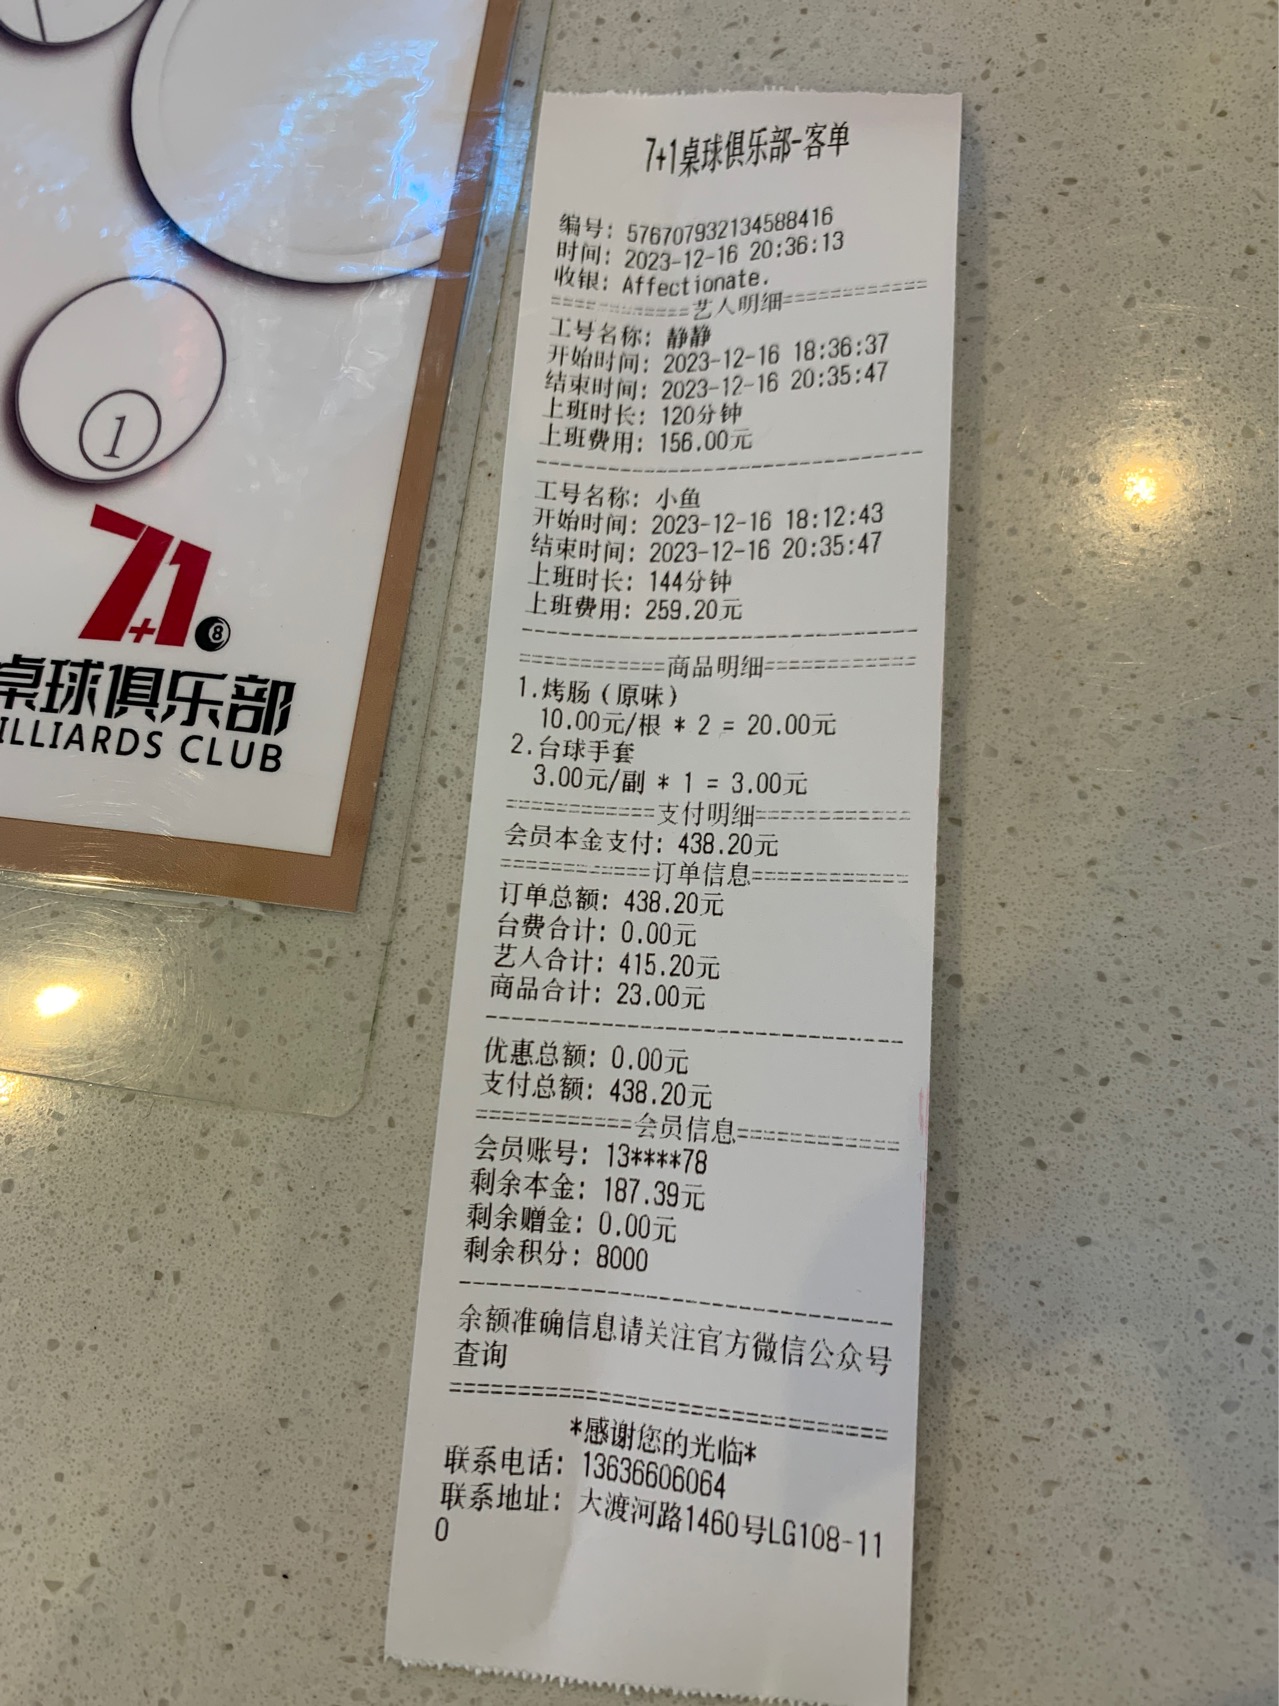 1
7+1
8
桌球俱乐部
ILLIARDS CLUB
7+1桌球俱乐部-客单
编号: 576707932134588416
时间: 2023-12-16 20:36:13
收银: Affectionate.
============艺人明细============
工号名称: 静静
开始时间: 2023-12-16 18:36:37
结束时间: 2023-12-16 20:35:47
上班时长: 120分钟
上班费用: 156.00元
--------------------------------
工号名称: 小鱼
开始时间: 2023-12-16 18:12:43
结束时间: 2023-12-16 20:35:47
上班时长: 144分钟
上班费用: 259.20元
--------------------------------
============商品明细============
1.烤肠(原味)
10.00元/根 * 2 = 20.00元
2.台球手套
3.00元/副 * 1 = 3.00元
============支付明细============
会员本金支付: 438.20元
============订单信息============
订单总额: 438.20元
台费合计: 0.00元
艺人合计: 415.20元
商品合计: 23.00元
--------------------------------
优惠总额: 0.00元
支付总额: 438.20元
============会员信息============
会员账号: 13****78
剩余本金: 187.39元
剩余赠金: 0.00元
剩余积分: 8000
--------------------------------
余额准确信息请关注官方微信公众号
查询
================================
*感谢您的光临*
联系电话: 13636606064
联系地址: 大渡河路1460号LG108-11
0